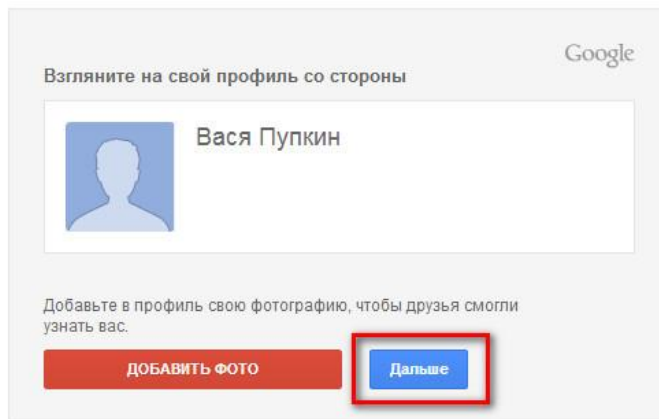 Google
Взгляните на свой профиль со стороны
Вася Пупкин
Добавьте в профиль свою фотографию, чтобы друзья смогли
узнать вас.
ДОБАВИТЬ ФОТО
Дальше